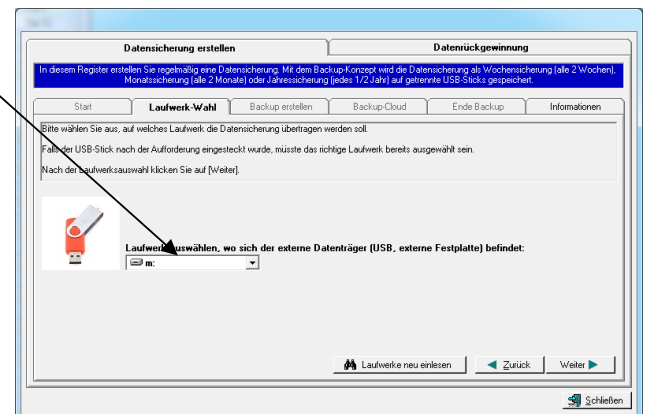 Datensicherung erstellen
Datenrückgewinnung
In diesem Register erstellen Sie regelmäßig eine Datensicherung. Mit dem Backup-Konzept wird die Datensicherung als Wochensicherung (alle 2 Wochen),
Monatssicherung (alle 2 Monate) oder Jahressicherung (jedes 1/2 Jahr) auf getrennte USB-Sticks gespeichert.
Start
Laufwerk-Wahl
Backup erstellen
Backup-Cloud
Ende Backup
Informationen
Bitte wählen Sie aus, auf welches Laufwerk die Datensicherung übertragen werden soll.
Falls der USB-Stick nach der Aufforderung eingesteckt wurde, müsste das richtige Laufwerk bereits ausgewählt sein.
Nach der Laufwerksauswahl klicken Sie auf [Weiter].
Laufwerk auswählen, wo sich der externe Datenträger (USB, externe Festplatte) befindet:
m:
Laufwerke neu einlesen
Zurück
Weiter
Schließen